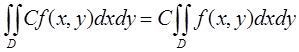 ∬_D Cf(x, y)dxdy = C∬_D f(x, y)dxdy